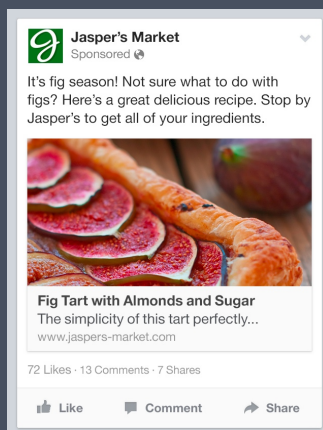 Jasper's Market
Sponsored
It's fig season! Not sure what to do with
figs? Here's a great delicious recipe. Stop by
Jasper's to get all of your ingredients.
Fig Tart with Almonds and Sugar
The simplicity of this tart perfectly...
www.jaspers-market.com
72 Likes · 13 Comments · 7 Shares
Like Comment Share